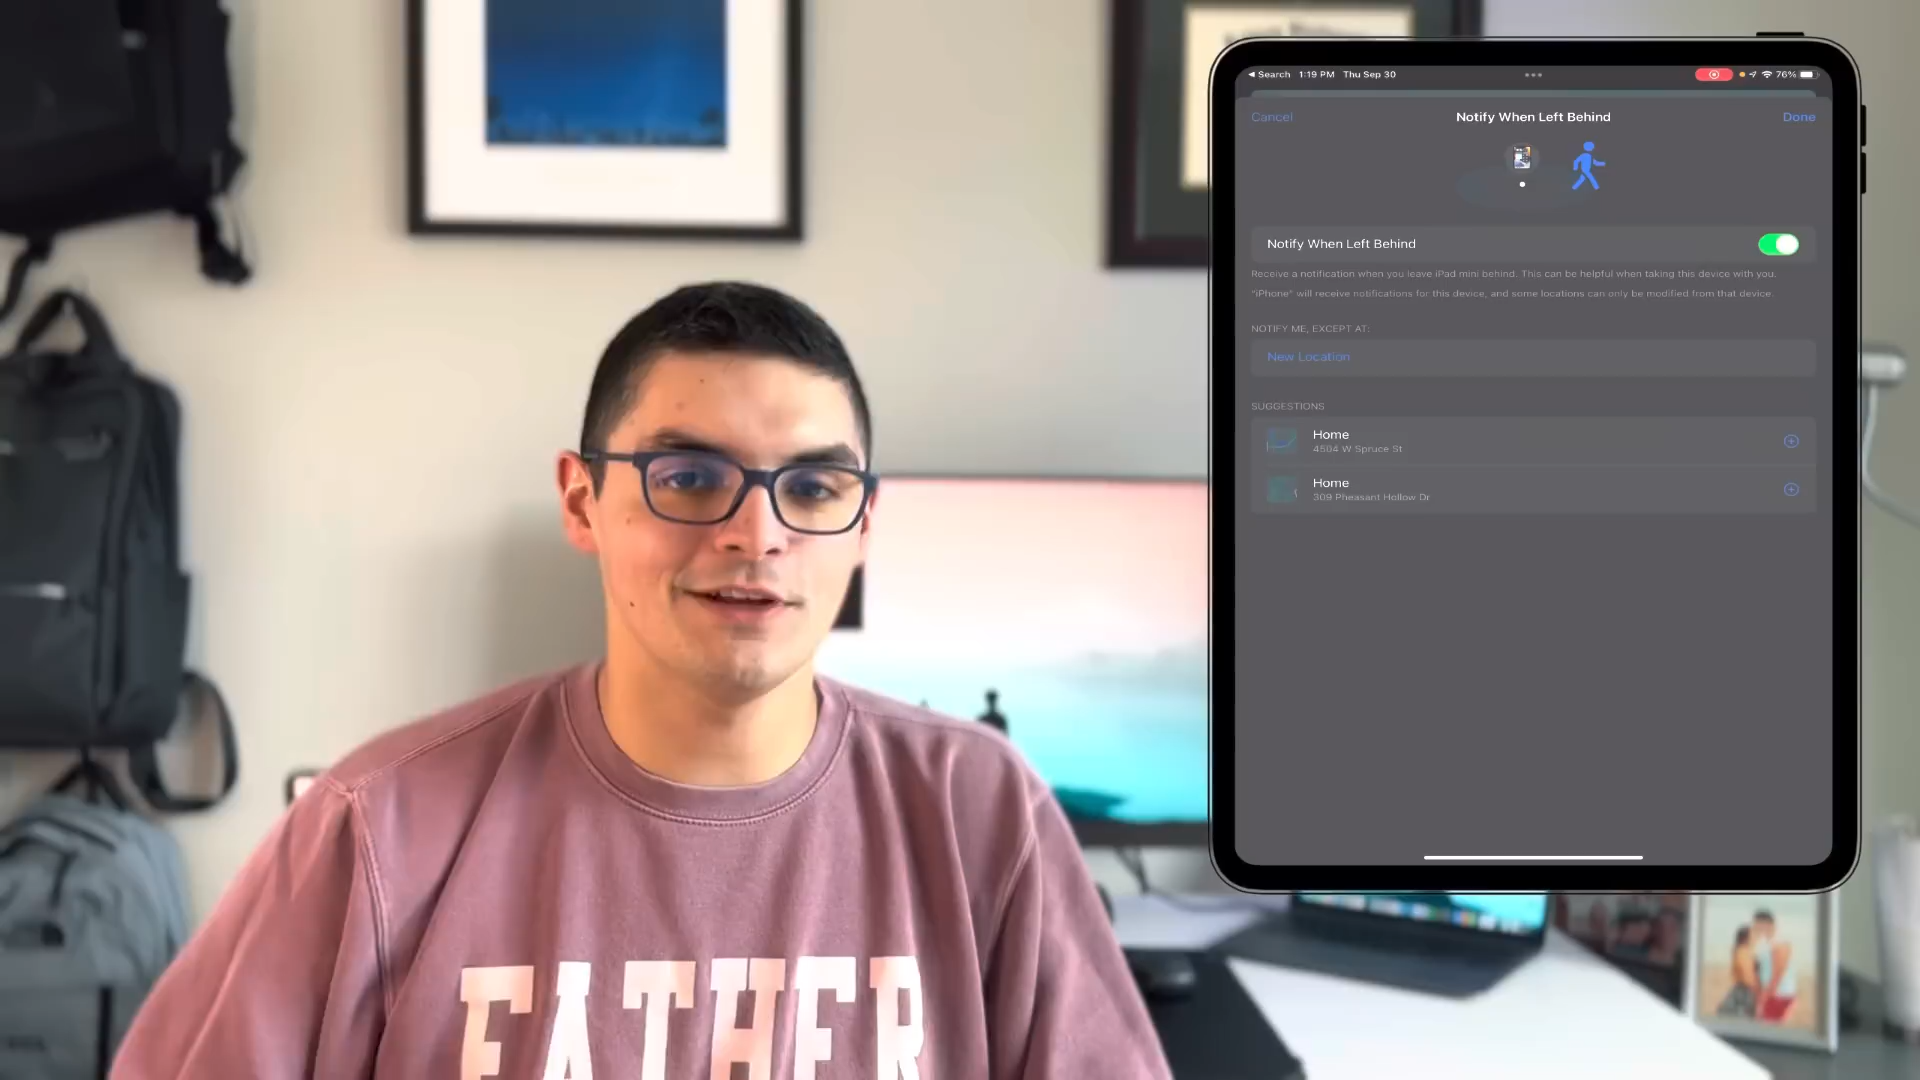 Search 1:19 PM Thu Sep 30
76%
Cancel Notify When Left Behind Done
Notify When Left Behind
Receive a notification when you leave iPad mini behind. This can be helpful when taking this device with you.
"iPhone" will receive notifications for this device, and some locations can only be modified from that device.
NOTIFY ME, EXCEPT AT:
New Location
SUGGESTIONS
Home
4504 W Spruce St
Home
309 Pheasant Hollow Dr
FATHER